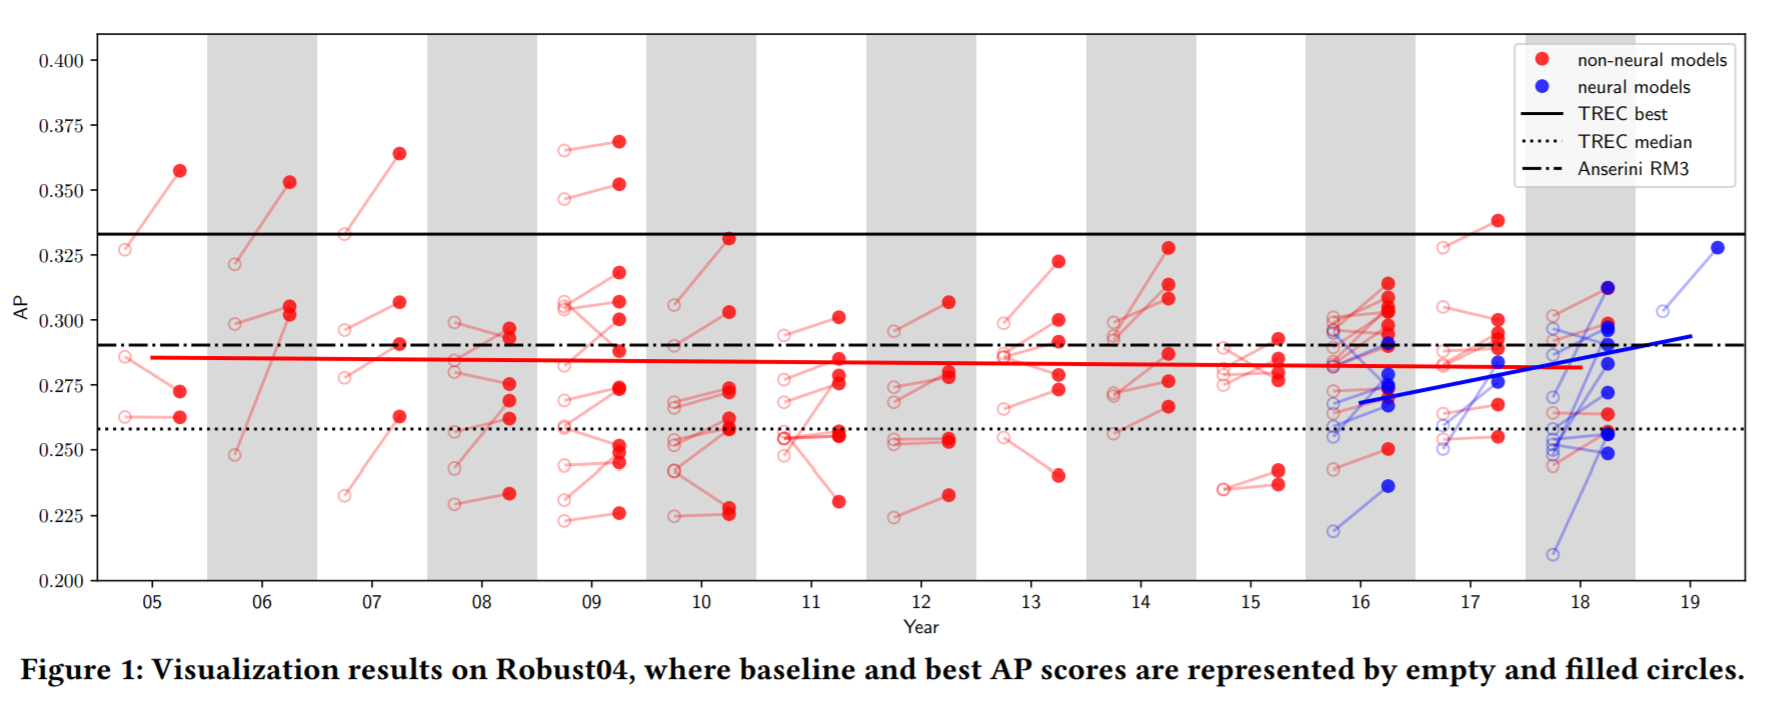 0.400
0.375
0.350
0.325
0.300
0.275
0.250
0.225
0.200
AP
non-neural models
neural models
TREC best
TREC median
Anserini RM3
05 06 07 08 09 10 11 12 13 14 15 16 17 18 19
Year
Figure 1: Visualization results on Robust04, where baseline and best AP scores are represented by empty and filled circles.